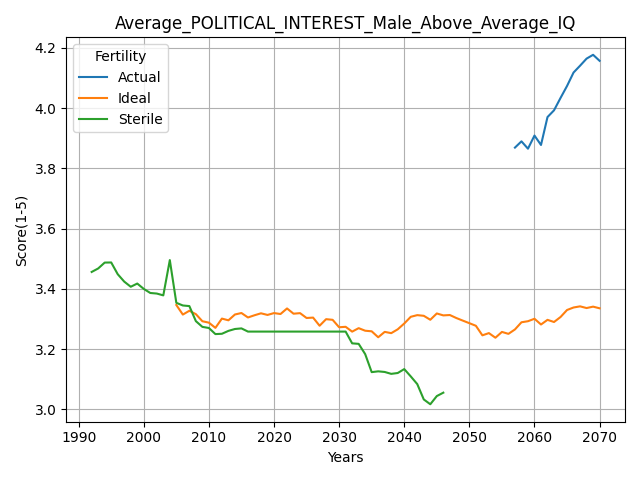 Average_POLITICAL_INTEREST_Male_Above_Average_IQ
Fertility
Actual
Ideal
Sterile
Score(1-5)
4.2
4.0
3.8
3.6
3.4
3.2
3.0
1990 2000 2010 2020 2030 2040 2050 2060 2070
Years